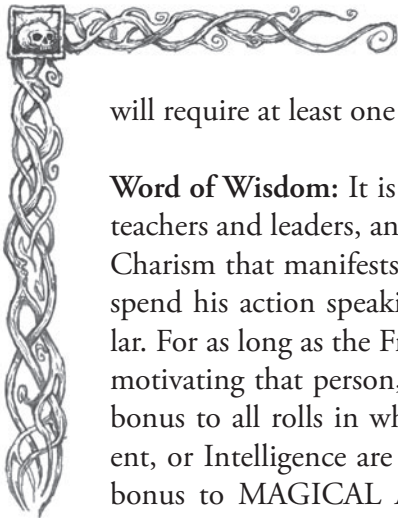 will require at least one
Word of Wisdom: It is
teachers and leaders, an
Charism that manifests
spend his action speaki
lar. For as long as the Fr
motivating that person,
bonus to all rolls in wh
ent, or Intelligence are
bonus to MAGICAL A